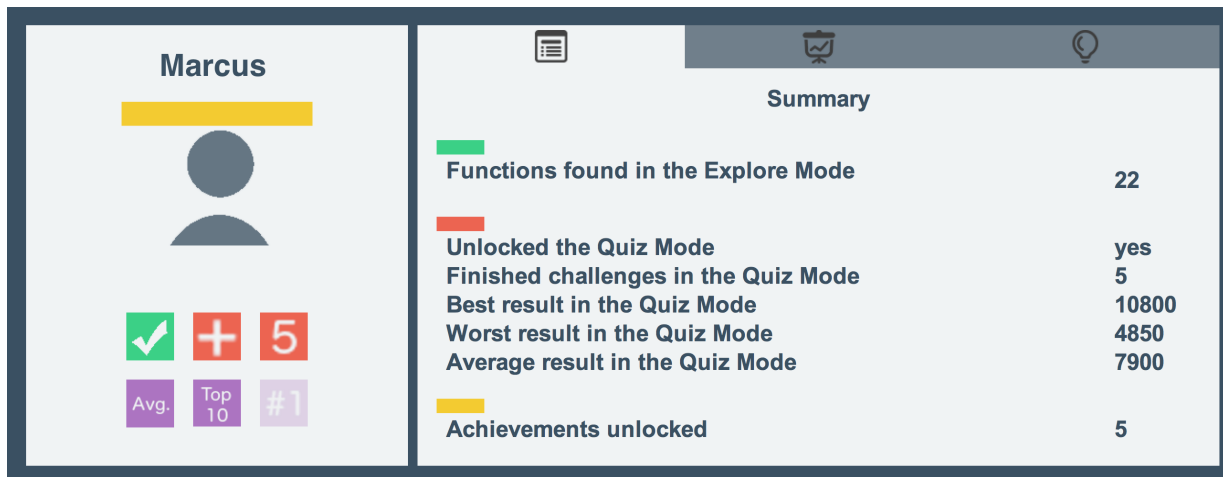 Marcus
5
Avg.
Top
10
#1
Summary
Functions found in the Explore Mode 22
Unlocked the Quiz Mode yes
Finished challenges in the Quiz Mode 5
Best result in the Quiz Mode 10800
Worst result in the Quiz Mode 4850
Average result in the Quiz Mode 7900
Achievements unlocked 5